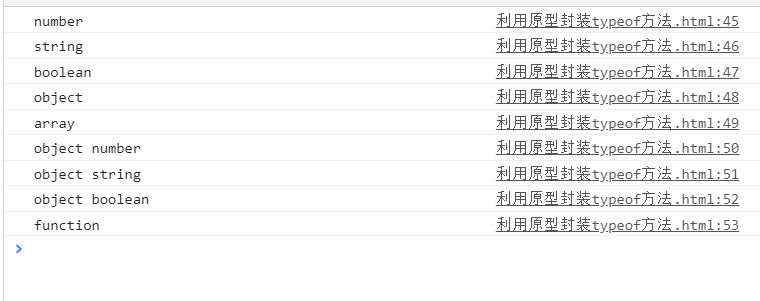 number 利用原型封装typeof方法.html:45
string 利用原型封装typeof方法.html:46
boolean 利用原型封装typeof方法.html:47
object 利用原型封装typeof方法.html:48
array 利用原型封装typeof方法.html:49
object number 利用原型封装typeof方法.html:50
object string 利用原型封装typeof方法.html:51
object boolean 利用原型封装typeof方法.html:52
function 利用原型封装typeof方法.html:53